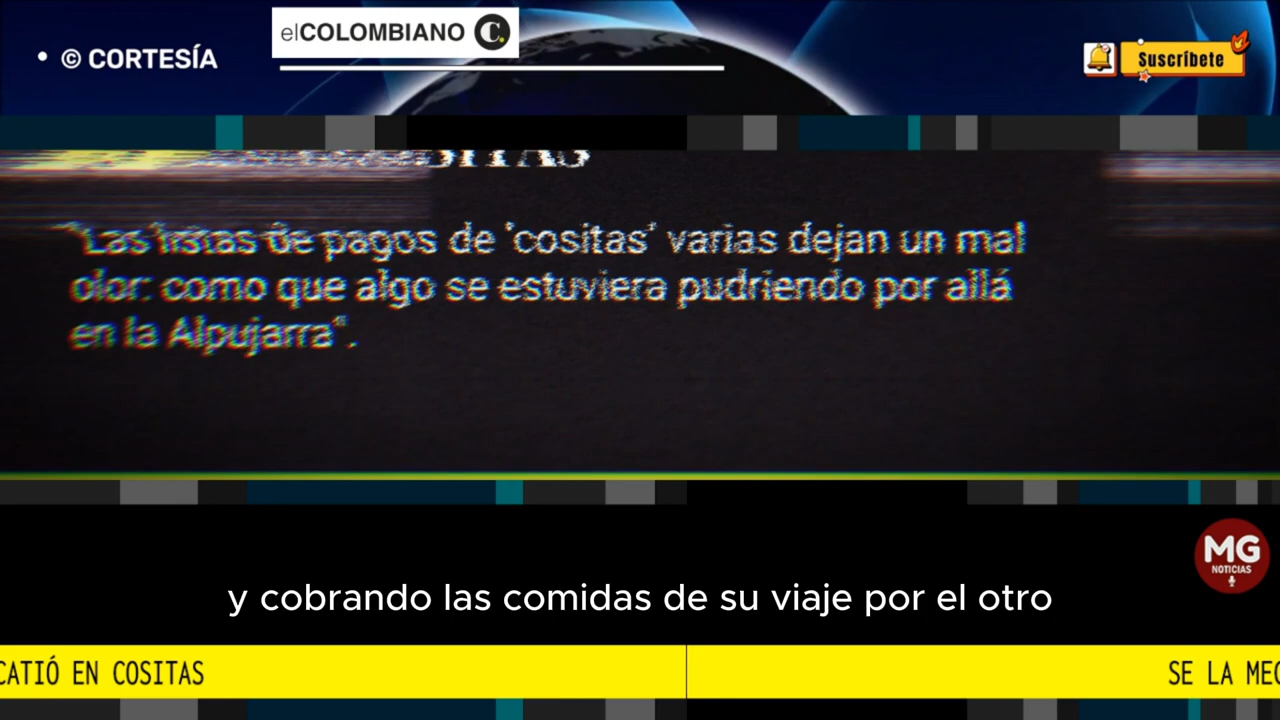 © CORTESÍA
elCOLOMBIANO C.
Suscríbete
"Las listas de pagos de 'cositas' varias dejan un mal
olor: como que algo se estuviera pudriendo por allá
en la Alpujarra".
MG
NOTICIAS
y cobrando las comidas de su viaje por el otro
CATIÓ EN COSITAS
SE LA MEC